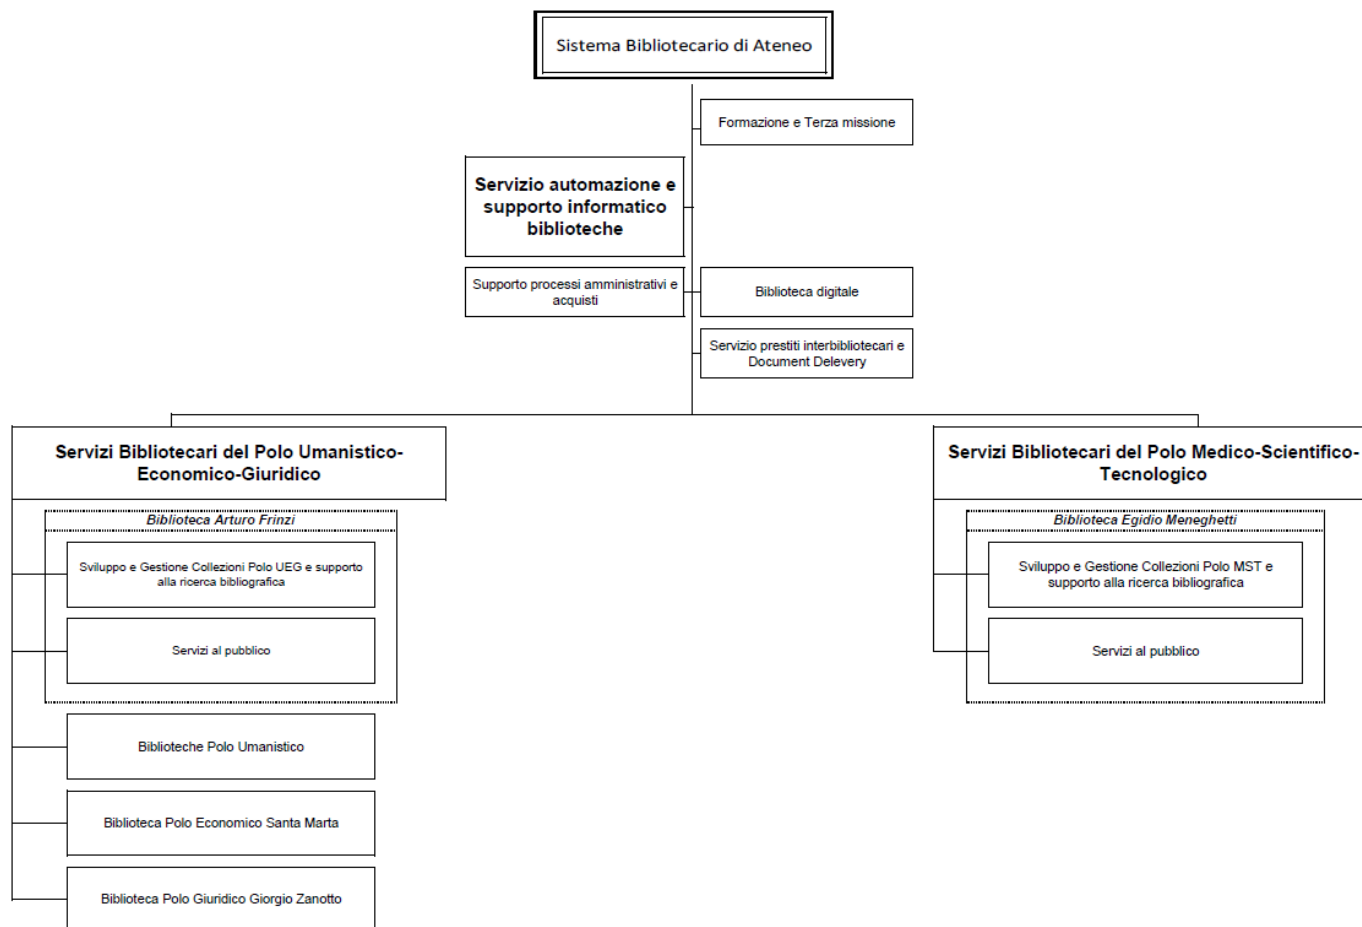 Sistema Bibliotecario di Ateneo
Formazione e Terza missione
Servizio automazione e
supporto informatico
biblioteche
Supporto processi amministrativi e
acquisti
Biblioteca digitale
Servizio prestiti interbibliotecari e
Document Delevery
Servizi Bibliotecari del Polo Umanistico-
Economico-Giuridico
Biblioteca Arturo Frinzi
Sviluppo e Gestione Collezioni Polo UEG e supporto
alla ricerca bibliografica
Servizi al pubblico
Biblioteche Polo Umanistico
Biblioteca Polo Economico Santa Marta
Biblioteca Polo Giuridico Giorgio Zanotto
Servizi Bibliotecari del Polo Medico-Scientifico-
Tecnologico
Biblioteca Egidio Meneghetti
Sviluppo e Gestione Collezioni Polo MST e
supporto alla ricerca bibliografica
Servizi al pubblico